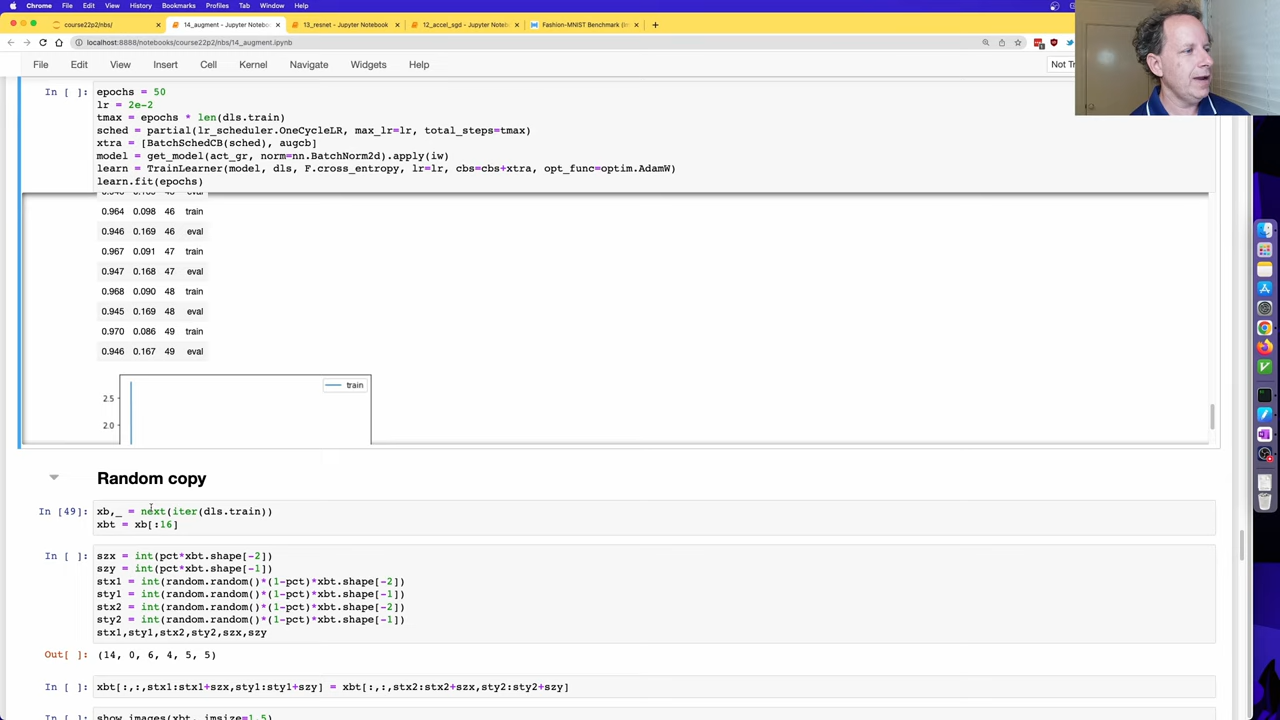 Chrome File Edit View History Bookmarks Profiles Tab Window Help
course22p2/nbs/
14_augment - Jupyter Noteboo
13_resnet - Jupyter Notebook
12_accel_sgd - Jupyter Noteb
Fashion-MNIST Benchmark (Im
localhost:8888/notebooks/course22p2/nbs/14_augment.ipynb
File Edit View Insert Cell Kernel Navigate Widgets Help
Not Tr
In [ ]: epochs = 50
lr = 2e-2
tmax = epochs * len(dls.train)
sched = partial(lr_scheduler.OneCycleLR, max_lr=lr, total_steps=tmax)
xtra = [BatchSchedCB(sched), augcb]
model = get_model(act_gr, norm=nn.BatchNorm2d).apply(iw)
learn = TrainLearner(model, dls, F.cross_entropy, lr=lr, cbs=cbs+xtra, opt_func=optim.AdamW)
learn.fit(epochs)
0.964 0.098 46 train
0.946 0.169 46 eval
0.967 0.091 47 train
0.947 0.168 47 eval
0.968 0.090 48 train
0.945 0.169 48 eval
0.970 0.086 49 train
0.946 0.167 49 eval
train
2.5
2.0
Random copy
In [49]: xb,_ = next(iter(dls.train))
xbt = xb[:16]
In [ ]: szx = int(pct*xbt.shape[-2])
szy = int(pct*xbt.shape[-1])
stx1 = int(random.random()*(1-pct)*xbt.shape[-2])
sty1 = int(random.random()*(1-pct)*xbt.shape[-1])
stx2 = int(random.random()*(1-pct)*xbt.shape[-2])
sty2 = int(random.random()*(1-pct)*xbt.shape[-1])
stx1,sty1,stx2,sty2,szx,szy
Out[ ]: (14, 0, 6, 4, 5, 5)
In [ ]: xbt[:,:,stx1:stx1+szx,sty1:sty1+szy] = xbt[:,:,stx2:stx2+szx,sty2:sty2+szy]
In [ ]: show_images(xbt, imsize=1.5)